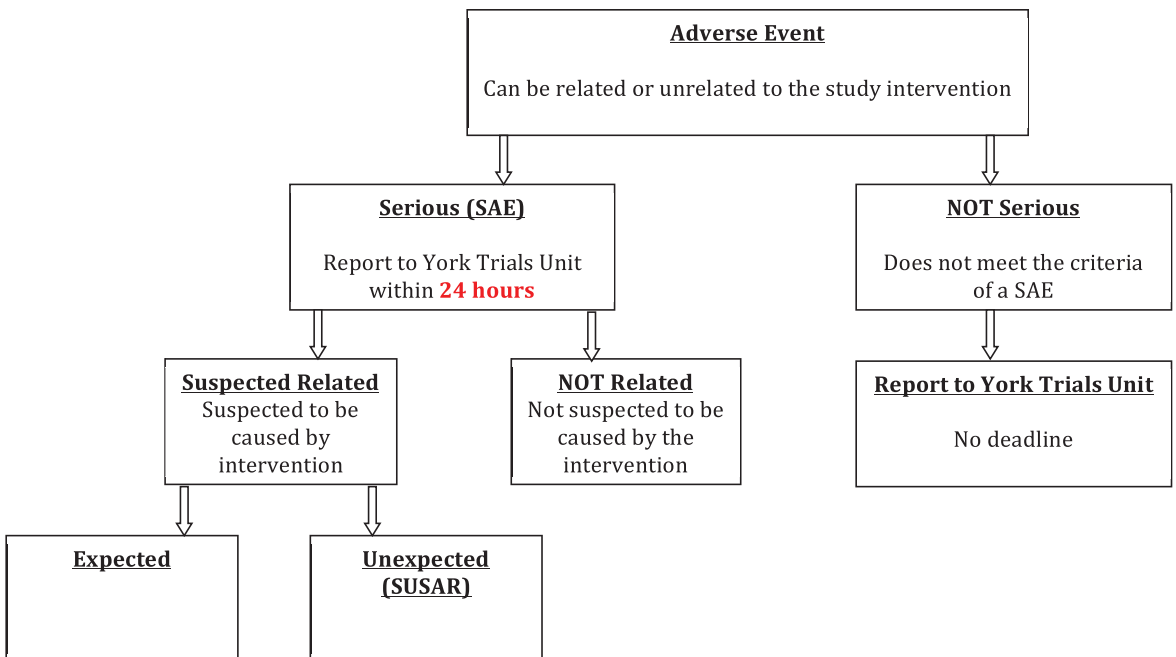 Adverse Event
Can be related or unrelated to the study intervention
Serious (SAE)
Report to York Trials Unit
within 24 hours
NOT Serious
Does not meet the criteria
of a SAE
Suspected Related
Suspected to be
caused by
intervention
NOT Related
Not suspected to be
caused by the
intervention
Report to York Trials Unit
No deadline
Expected
Unexpected
(SUSAR)